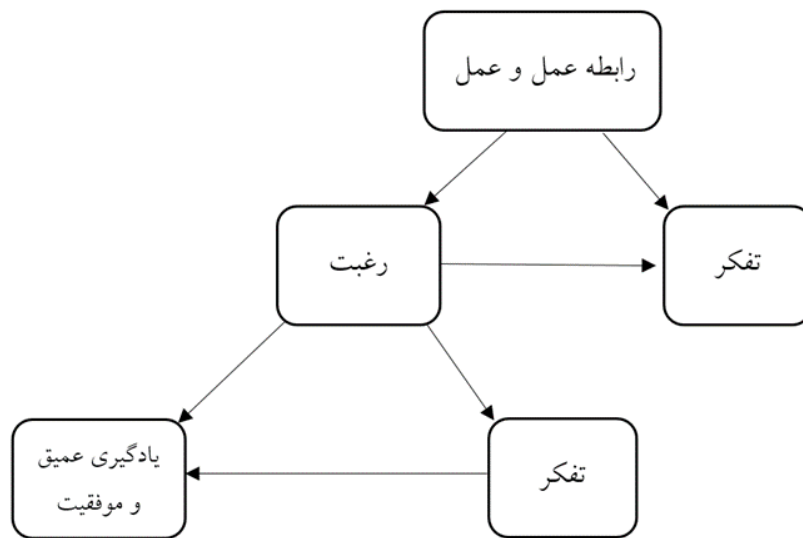 رابطه عمل و عمل
رغبت
تفکر
یادگیری عمیق
و موفقیت
تفکر